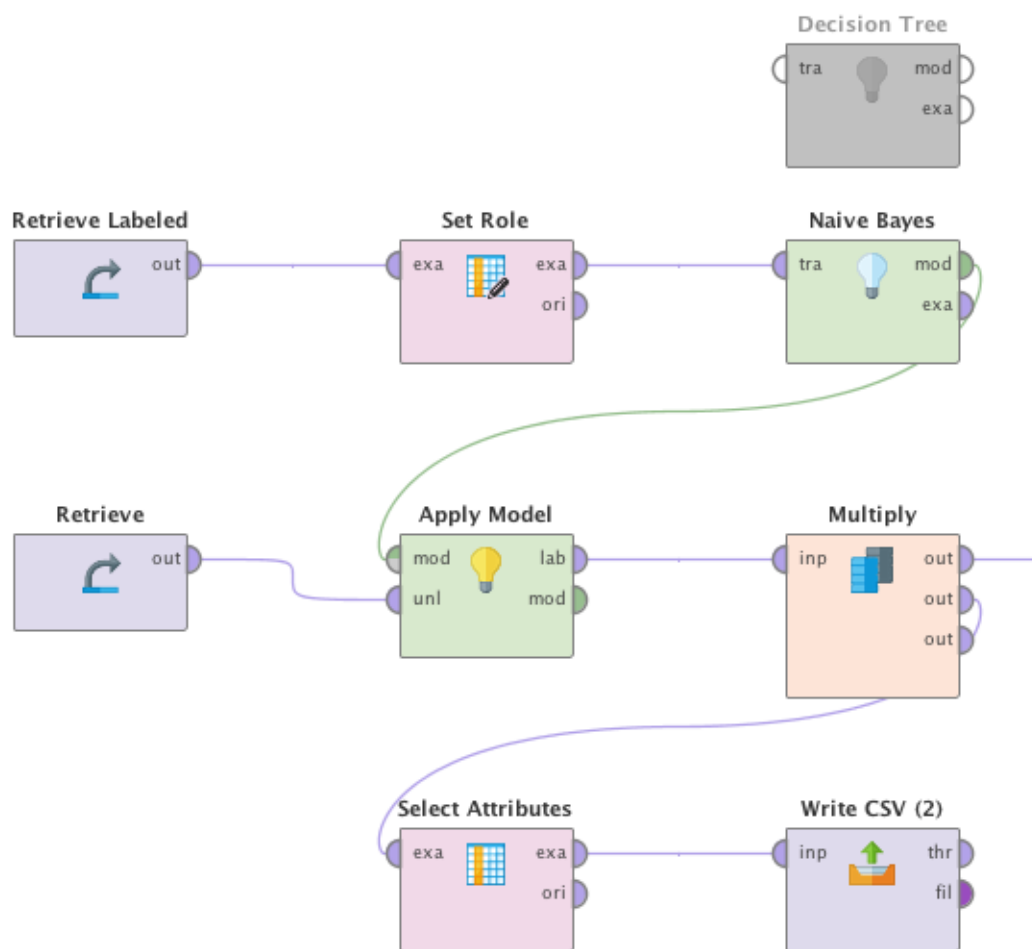 Decision Tree
tra mod
exa
Retrieve Labeled Set Role Naive Bayes
out exa exa tra mod
ori exa
Retrieve Apply Model Multiply
out mod lab inp out
unl mod out
out
Select Attributes Write CSV (2)
exa exa inp thr
ori fil